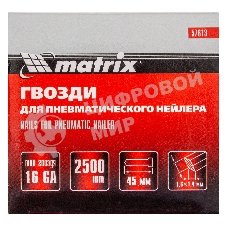 57613
matrix
ГВОЗДИ
ДЛЯ ПНЕВМАТИЧЕСКОГО НЕЙЛЕРА
NAILS FOR PNEUMATIC NAILER
ЦИФРОВОЙ МИР
16 GA
2500
45 ММ